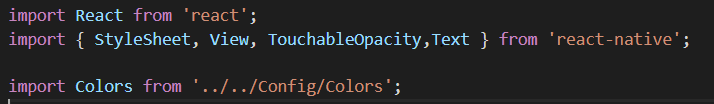 import React from 'react';
import { StyleSheet, View, TouchableOpacity,Text } from 'react-native';
import Colors from '../../Config/Colors';